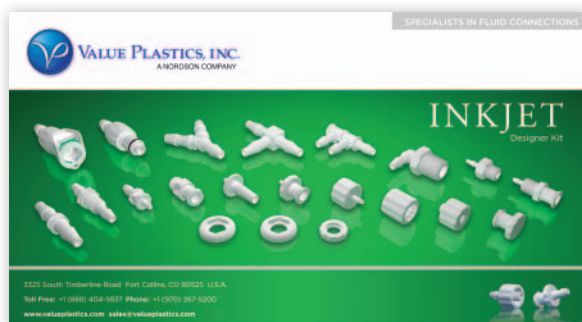 SPECIALISTS IN FLUID CONNECTIONS
VALUE PLASTICS, INC.
A NORDSON COMPANY
INKJET
Designer Kit
3325 South Timberline Road Fort Collins, CO 80525 U.S.A.
Toll Free: +1 (888) 404-5837 Phone: +1 (970) 267-5200
www.valueplastics.com sales@valueplastics.com